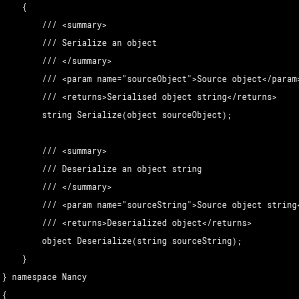 {
/// <summary>
/// Serialize an object
/// </summary>
/// <param name="sourceObject">Source object</param>
/// <returns>Serialised object string</returns>
string Serialize(object sourceObject);
/// <summary>
/// Deserialize an object string
/// </summary>
/// <param name="sourceString">Source object string<
/// <returns>Deserialized object</returns>
object Deserialize(string sourceString);
}
} namespace Nancy
{